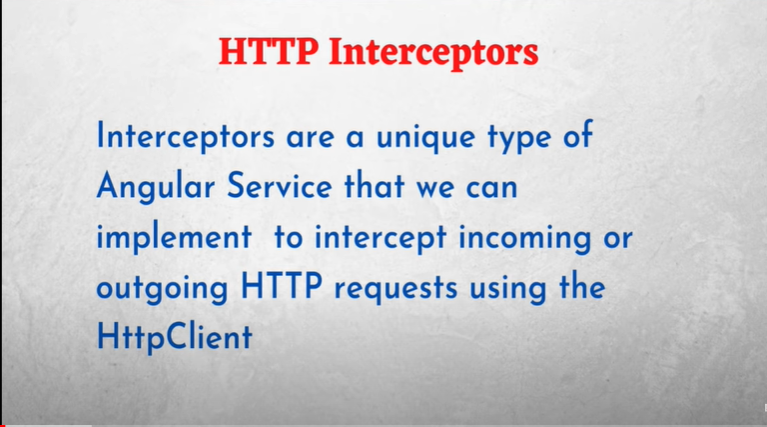 HTTP Interceptors
Interceptors are a unique type of
Angular Service that we can
implement to intercept incoming or
outgoing HTTP requests using the
HttpClient